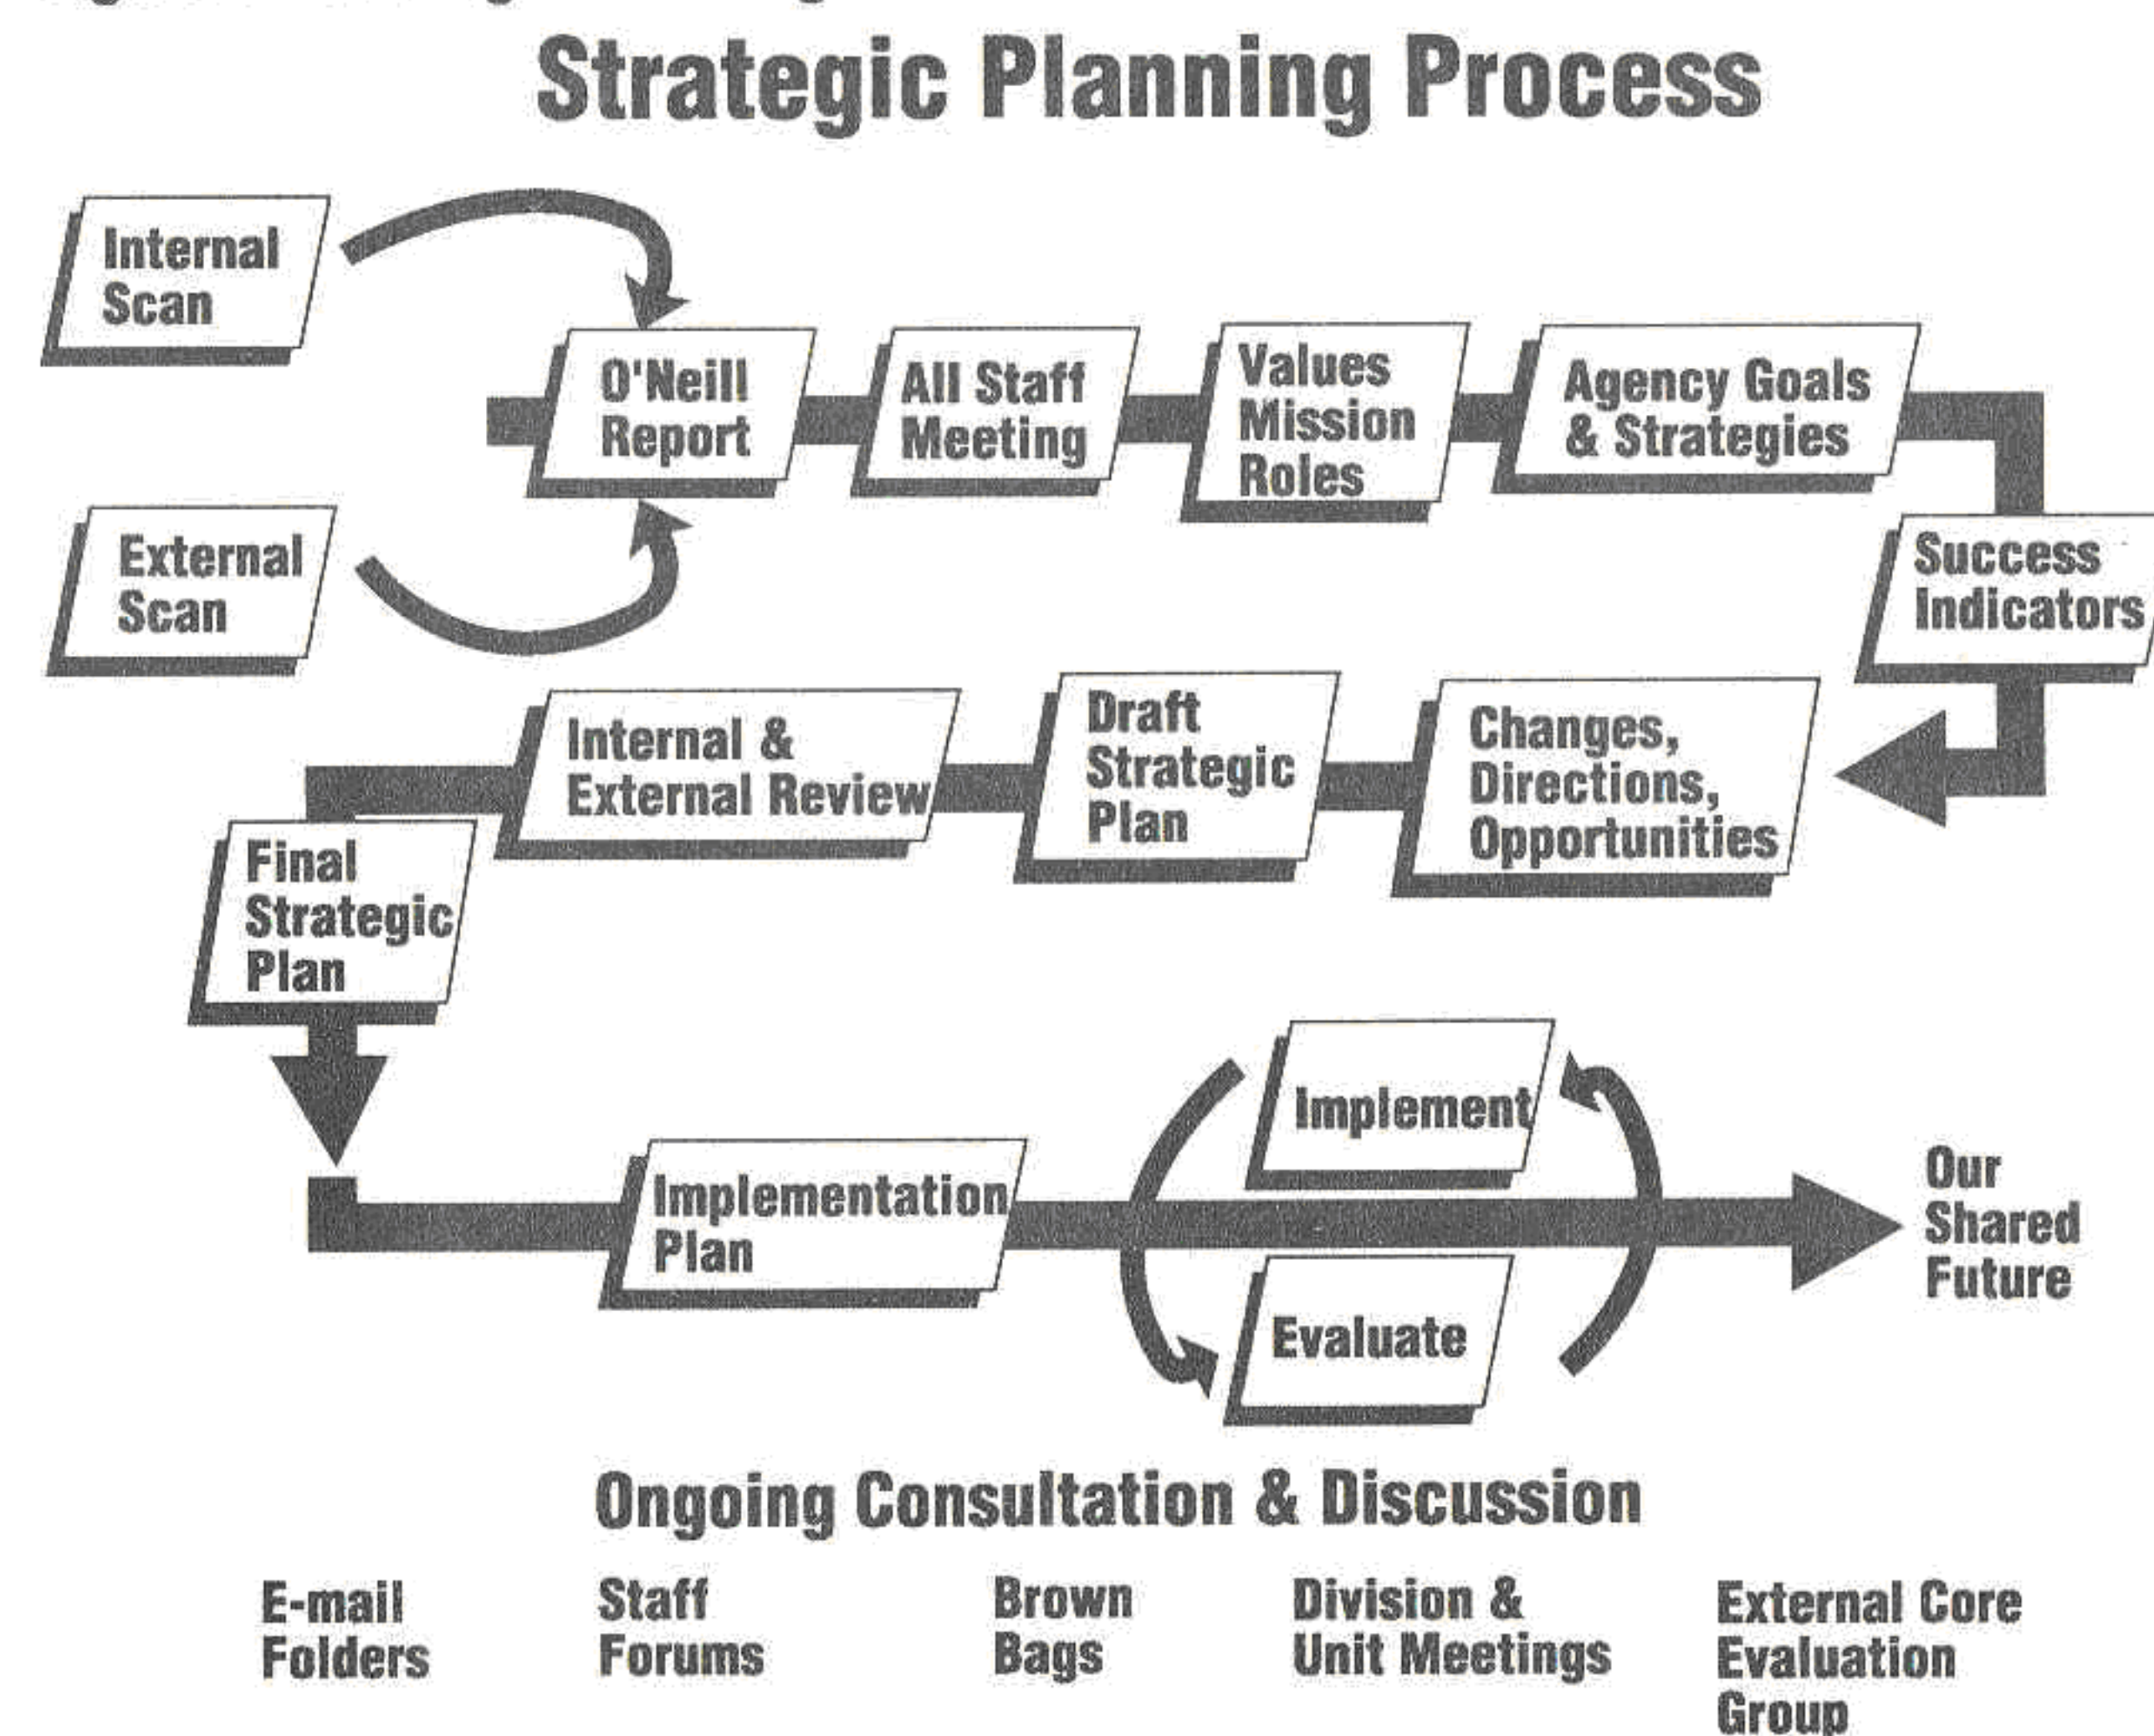 Strategic Planning Process
Internal
Scan
O'Neill
Report
All Staff
Meeting
Values
Mission
Roles
Agency Goals
& Strategies
External
Scan
Success
Indicators
Changes,
Directions,
Opportunities
Draft
Strategic
Plan
Internal &
External Review
Final
Strategic
Plan
Implementation
Plan
Implement
Evaluate
Our
Shared
Future
Ongoing Consultation & Discussion
E-mail
Folders
Staff
Forums
Brown
Bags
Division &
Unit Meetings
External Core
Evaluation
Group